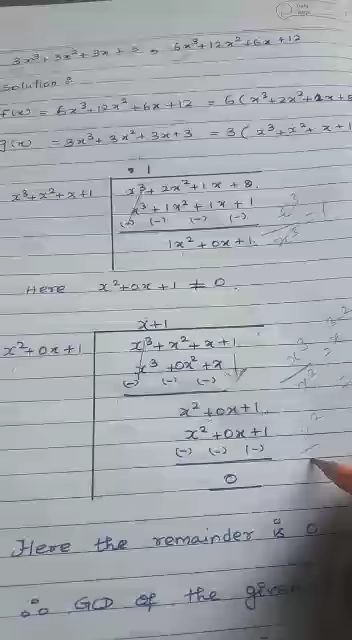 3x³+3x²+3x+3, 6x³+12x²+6x+12
Solution :
f(x) = 6x³+12x²+6x+12 = 6(x³+2x²+1x+
g(x) = 3x³+3x²+3x+3 = 3(x³+x²+x+1
1
x³+x²+x+1 x³+2x²+1x+2
x³+1x²+1x+1
(-) (-) (-) (-)
1x²+0x+1
Here x²+0x+1 ≠ 0.
x+1
x²+0x+1 x³+x²+x+1
x³+0x²+x
(-) (-) (-)
x²+0x+1
x²+0x+1
(-) (-) (-)
0
Here the remainder is 0
∴ GCD of the given